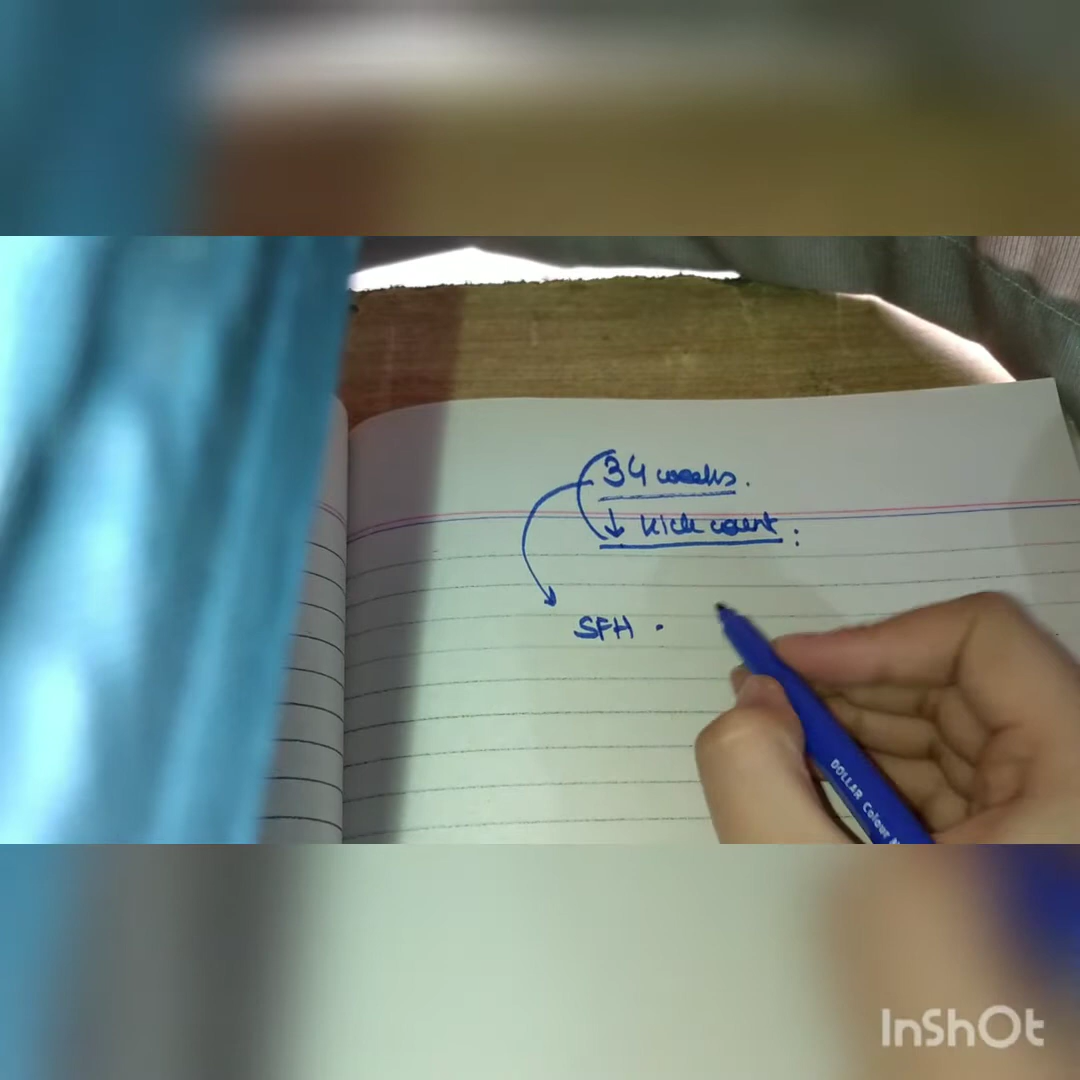 34 weeks.
↓ Kick count :
SFH .
DOLLAR Colour
InShOt